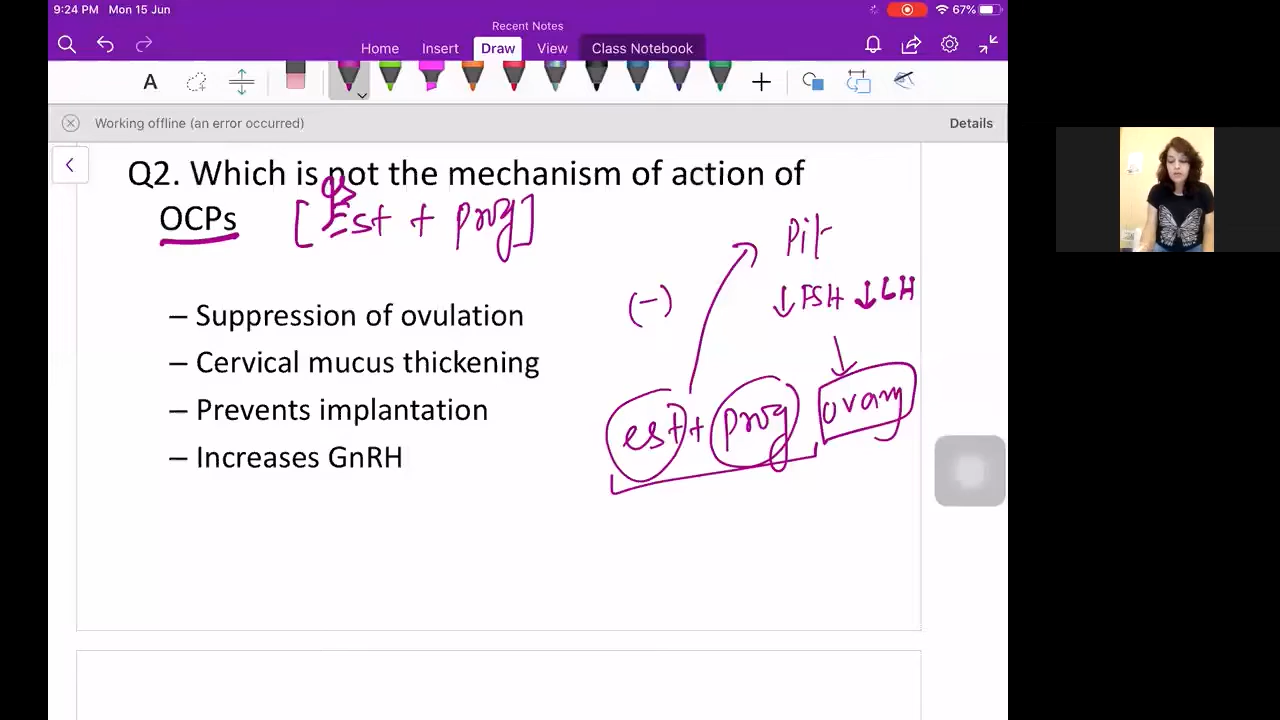 9:24 PM Mon 15 Jun
67%
Recent Notes
Home Insert Draw View Class Notebook
A
Working offline (an error occurred)
Details
Q2. Which is not the mechanism of action of
OCPs [Est + prog]
Pit
(-)
↓FSH ↓LH
– Suppression of ovulation
– Cervical mucus thickening
– Prevents implantation
– Increases GnRH
est + prog ovary